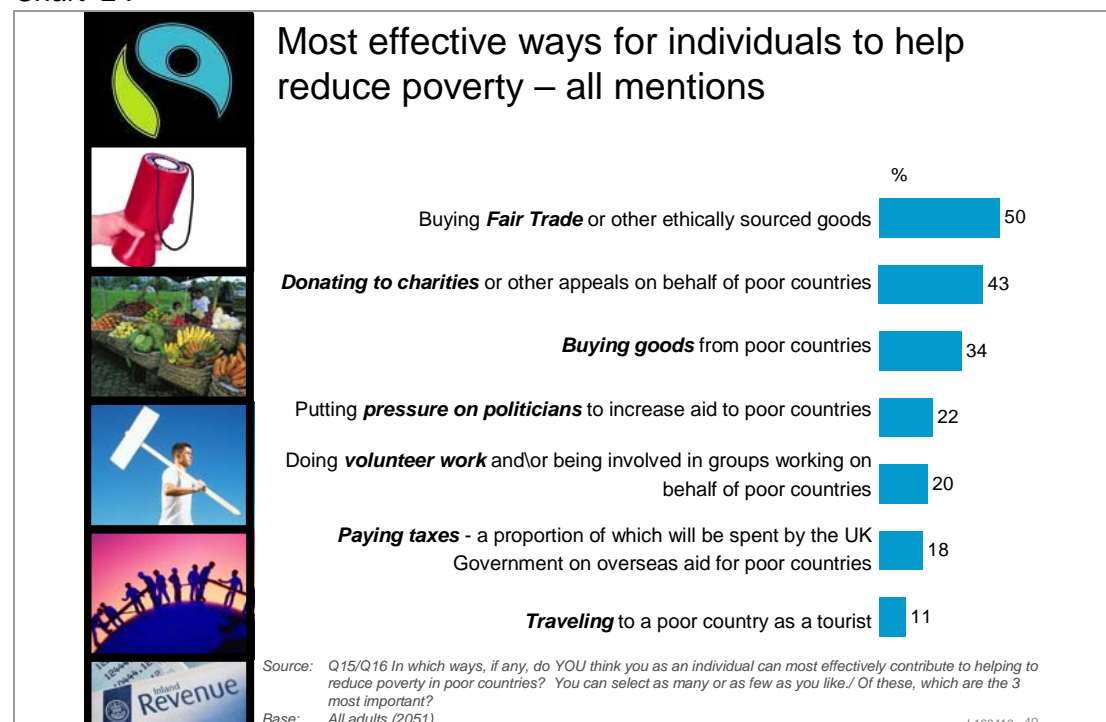 Most effective ways for individuals to help
reduce poverty – all mentions
%
Buying Fair Trade or other ethically sourced goods 50
Donating to charities or other appeals on behalf of poor countries 43
Buying goods from poor countries 34
Putting pressure on politicians to increase aid to poor countries 22
Doing volunteer work and\or being involved in groups working on
behalf of poor countries 20
Paying taxes - a proportion of which will be spent by the UK
Government on overseas aid for poor countries 18
Traveling to a poor country as a tourist 11
Inland
Revenue
Source: Q15/Q16 In which ways, if any, do YOU think you as an individual can most effectively contribute to helping to
reduce poverty in poor countries? You can select as many or as few as you like./ Of these, which are the 3
most important?
Base: All adults (2051)